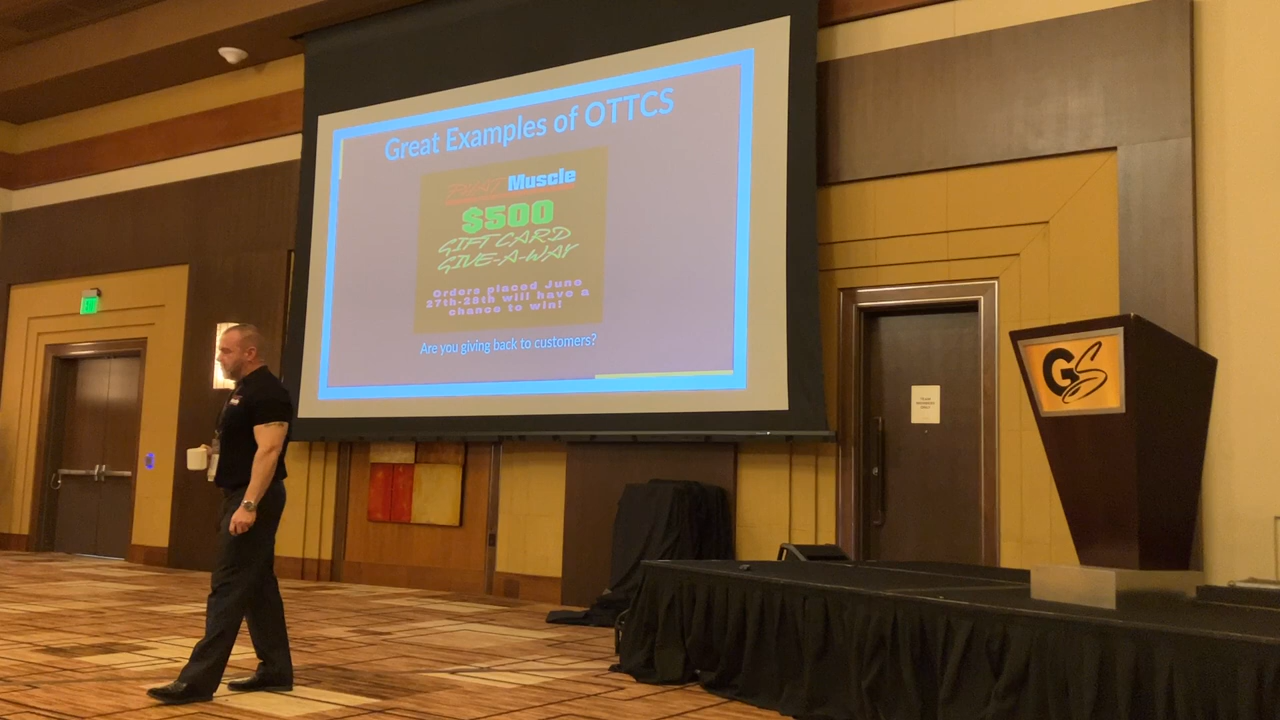 Great Examples of OTTCS
Muscle
$500
GIFT CARD
GIVE-A-WAY
Orders placed June
27th-28th will have a
chance to win!
Are you giving back to customers?
EXIT
GS